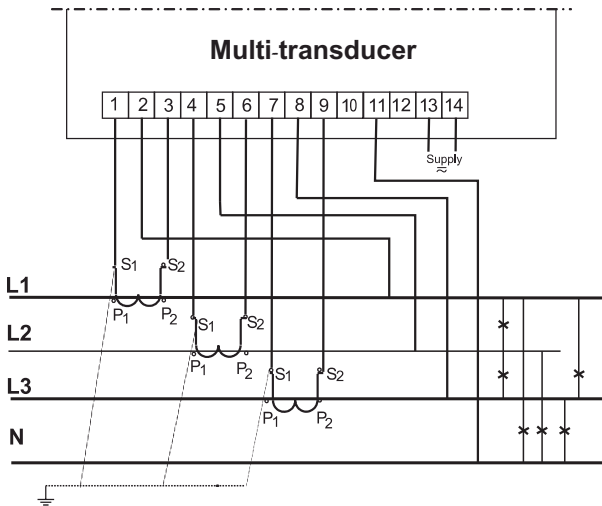 Multi-transducer
1 2 3 4 5 6 7 8 9 10 11 12 13 14
Supply
S1 S2
L1
P1 P2
S1 S2
L2
P1 P2
S1 S2
L3
P1 P2
N